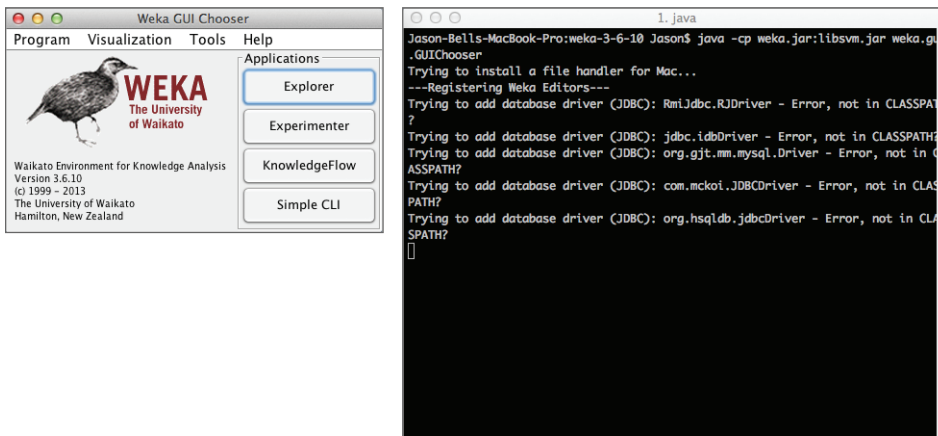 Weka GUI Chooser
Program Visualization Tools Help
WEKA
The University
of Waikato
Waikato Environment for Knowledge Analysis
Version 3.6.10
(c) 1999 – 2013
The University of Waikato
Hamilton, New Zealand
Applications
Explorer
Experimenter
KnowledgeFlow
Simple CLI
1. java
Jason-Bells-MacBook-Pro:weka-3-6-10 Jason$ java -cp weka.jar:libsvm.jar weka.gu
.GUIChooser
Trying to install a file handler for Mac...
---Registering Weka Editors---
Trying to add database driver (JDBC): RmiJdbc.RJDriver - Error, not in CLASSPAT
?
Trying to add database driver (JDBC): jdbc.idbDriver - Error, not in CLASSPATH?
Trying to add database driver (JDBC): org.gjt.mm.mysql.Driver - Error, not in C
ASSPATH?
Trying to add database driver (JDBC): com.mckoi.JDBCDriver - Error, not in CLAS
PATH?
Trying to add database driver (JDBC): org.hsqldb.jdbcDriver - Error, not in CLA
SPATH?